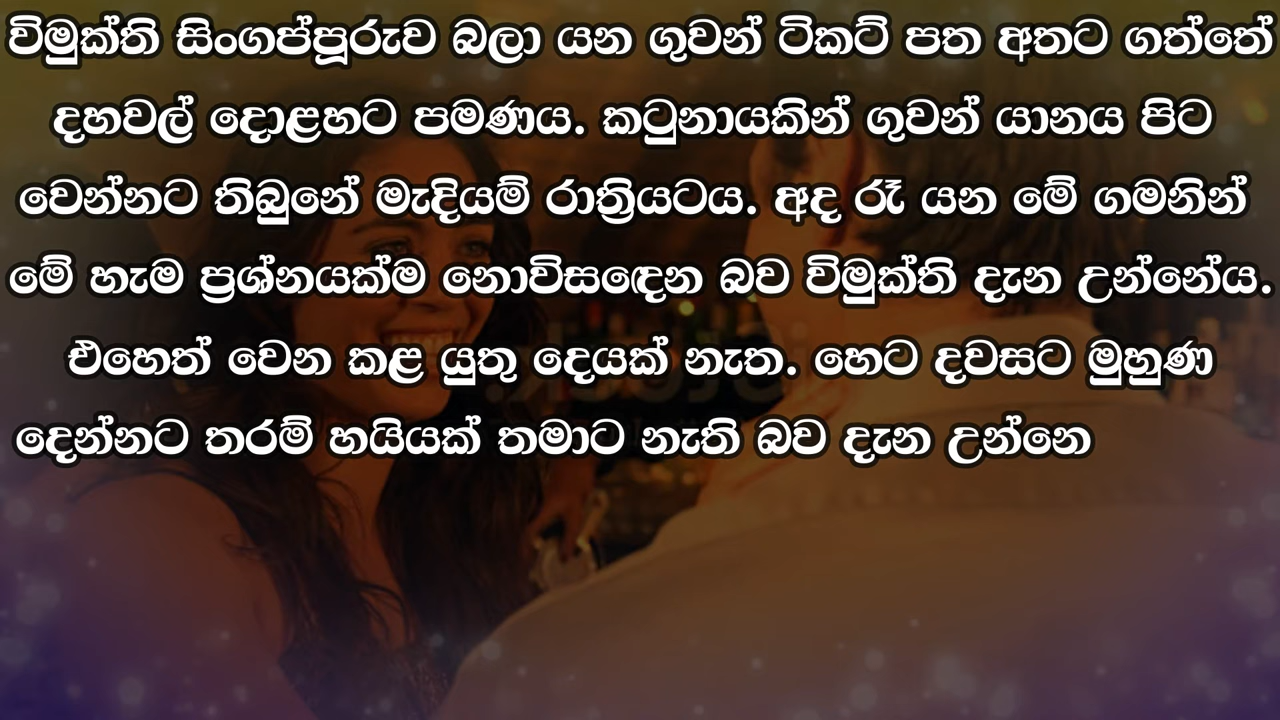 විමුක්ති සිංගප්පූරුව බලා යන ගුවන් ටිකට් පත අතට ගත්තේ
දහවල් දොළහට පමණය. කටුනායකින් ගුවන් යානය පිට
වෙන්නට තිබුනේ මැදියම් රාත්‍රියටය. අද රෑ යන මේ ගමනින්
මේ හැම ප්‍රශ්නයක්ම නොවිසඳෙන බව විමුක්ති දැන උන්නේය.
එහෙත් වෙන කළ යුතු දෙයක් නැත. හෙට දවසට මුහුණ
දෙන්නට තරම් හයියක් තමාට නැති බව දැන උන්නෙ